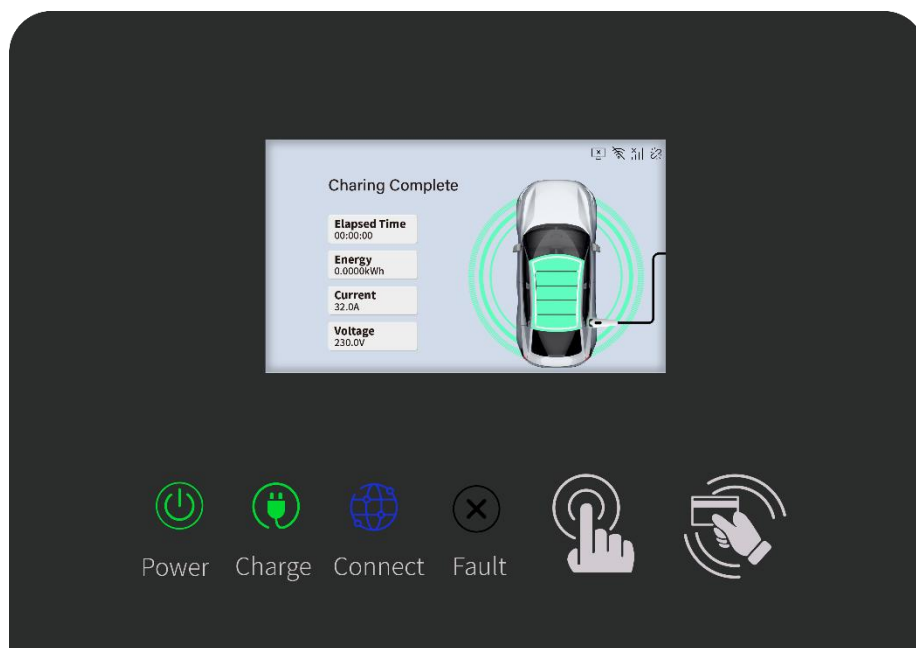 Charing Complete
Elapsed Time
00:00:00
Energy
0.0000kWh
Current
32.0A
Voltage
230.0V
Power Charge Connect Fault